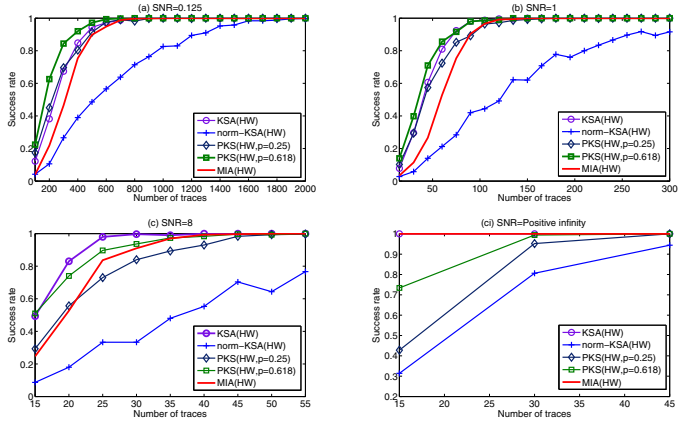 (a) SNR=0.125
Success rate
1
0.8
0.6
0.4
0.2
0
200 400 600 800 1000 1200 1400 1600 1800 2000
Number of traces
KSA(HW)
norm-KSA(HW)
PKS(HW,p=0.25)
PKS(HW,p=0.618)
MIA(HW)
(b) SNR=1
Success rate
1
0.8
0.6
0.4
0.2
0
50 100 150 200 250 300
Number of traces
KSA(HW)
norm-KSA(HW)
PKS(HW,p=0.25)
PKS(HW,p=0.618)
MIA(HW)
(c) SNR=8
Success rate
1
0.8
0.6
0.4
0.2
0
15 20 25 30 35 40 45 50 55
Number of traces
KSA(HW)
norm-KSA(HW)
PKS(HW,p=0.25)
PKS(HW,p=0.618)
MIA(HW)
(ci) SNR=Positive infinity
Success rate
1
0.9
0.8
0.7
0.6
0.5
0.4
0.3
0.2
15 30 45
Number of traces
KSA(HW)
norm-KSA(HW)
PKS(HW,p=0.25)
PKS(HW,p=0.618)
MIA(HW)